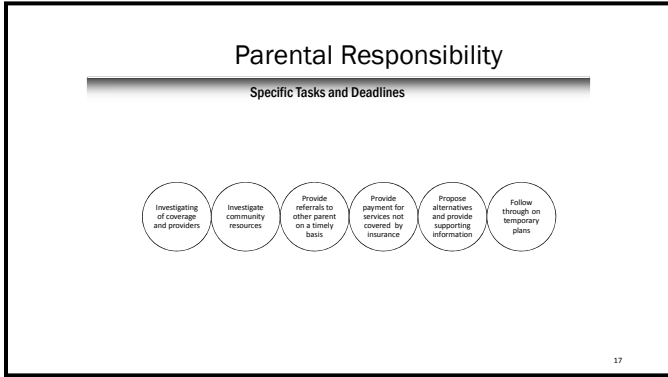 Parental Responsibility
Specific Tasks and Deadlines
Investigating
of coverage
and providers
Investigate
community
resources
Provide
referrals to
other parent
on a timely
basis
Provide
payment for
services not
covered by
insurance
Propose
alternatives
and provide
supporting
information
Follow
through on
temporary
plans
17